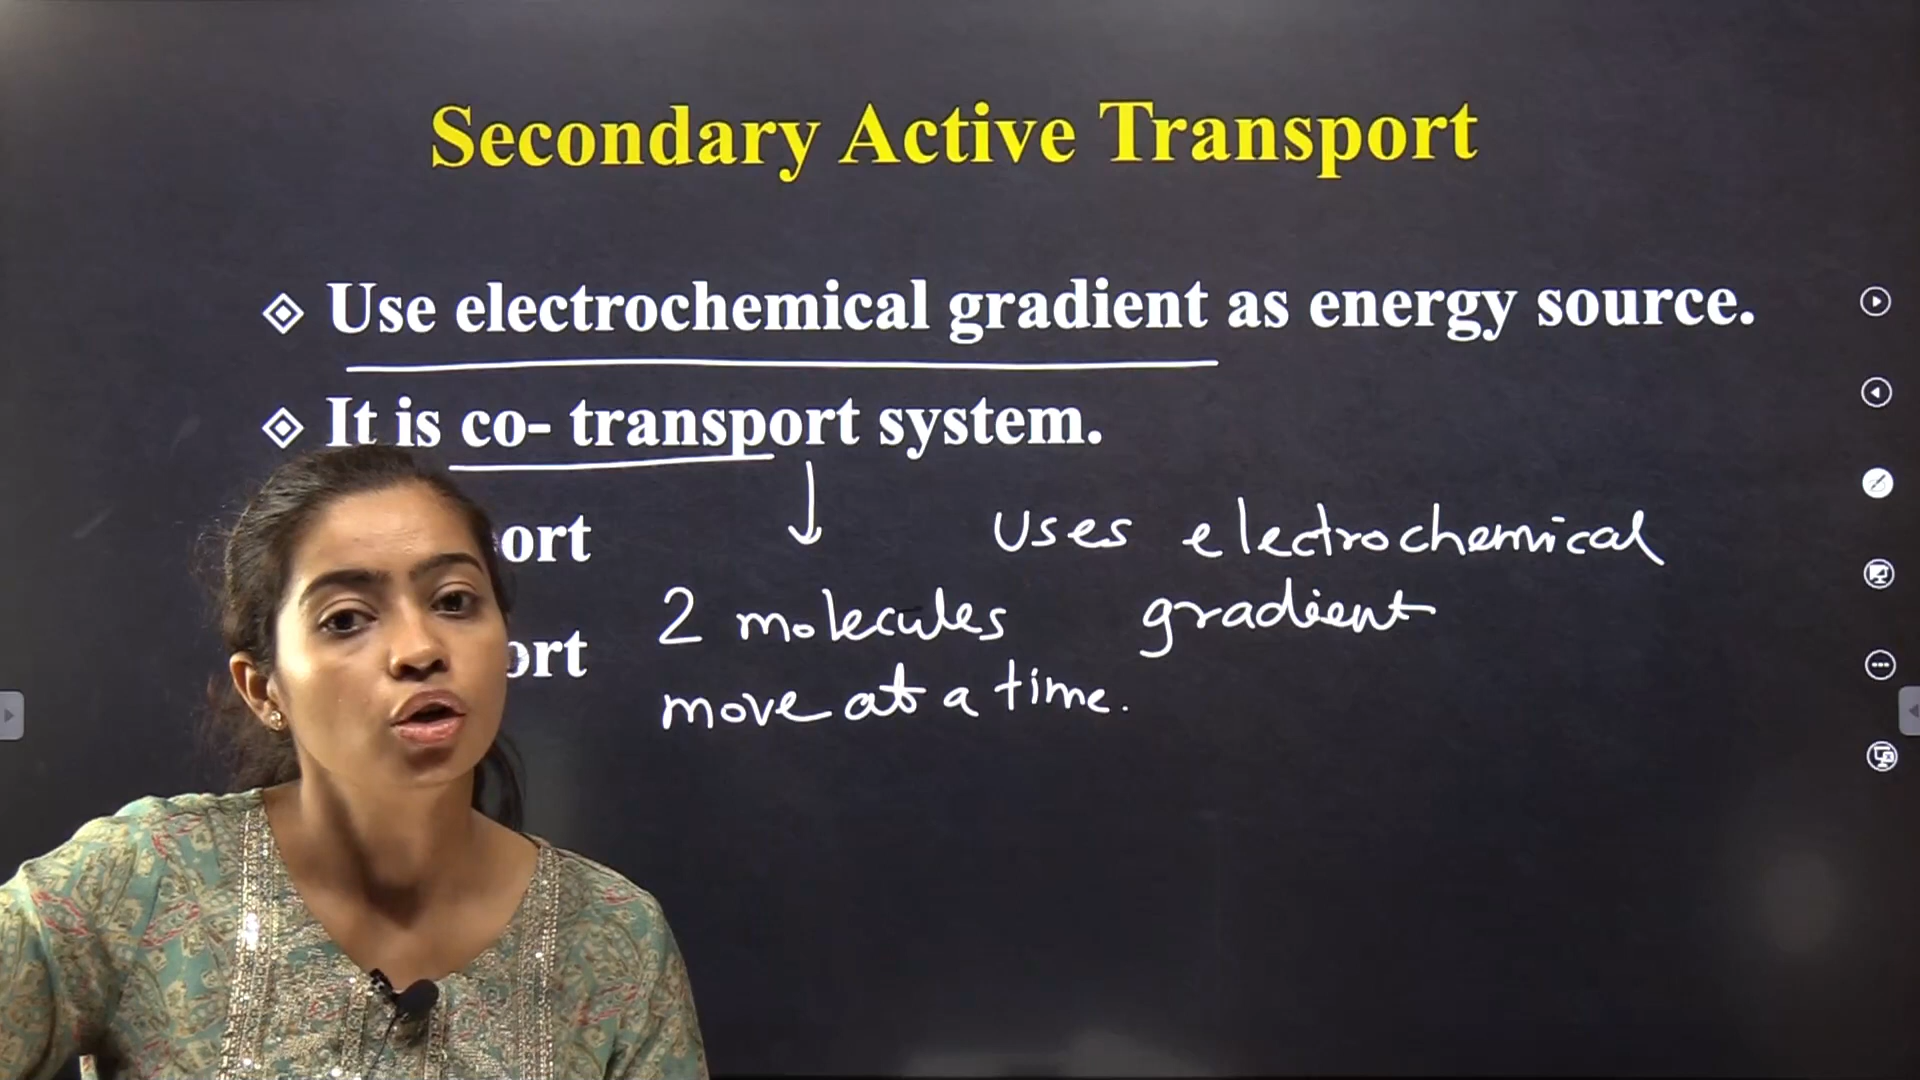 Secondary Active Transport
Use electrochemical gradient as energy source.
It is co- transport system.
ort
ort
2 molecules
move at a time.
uses electrochemical
gradient